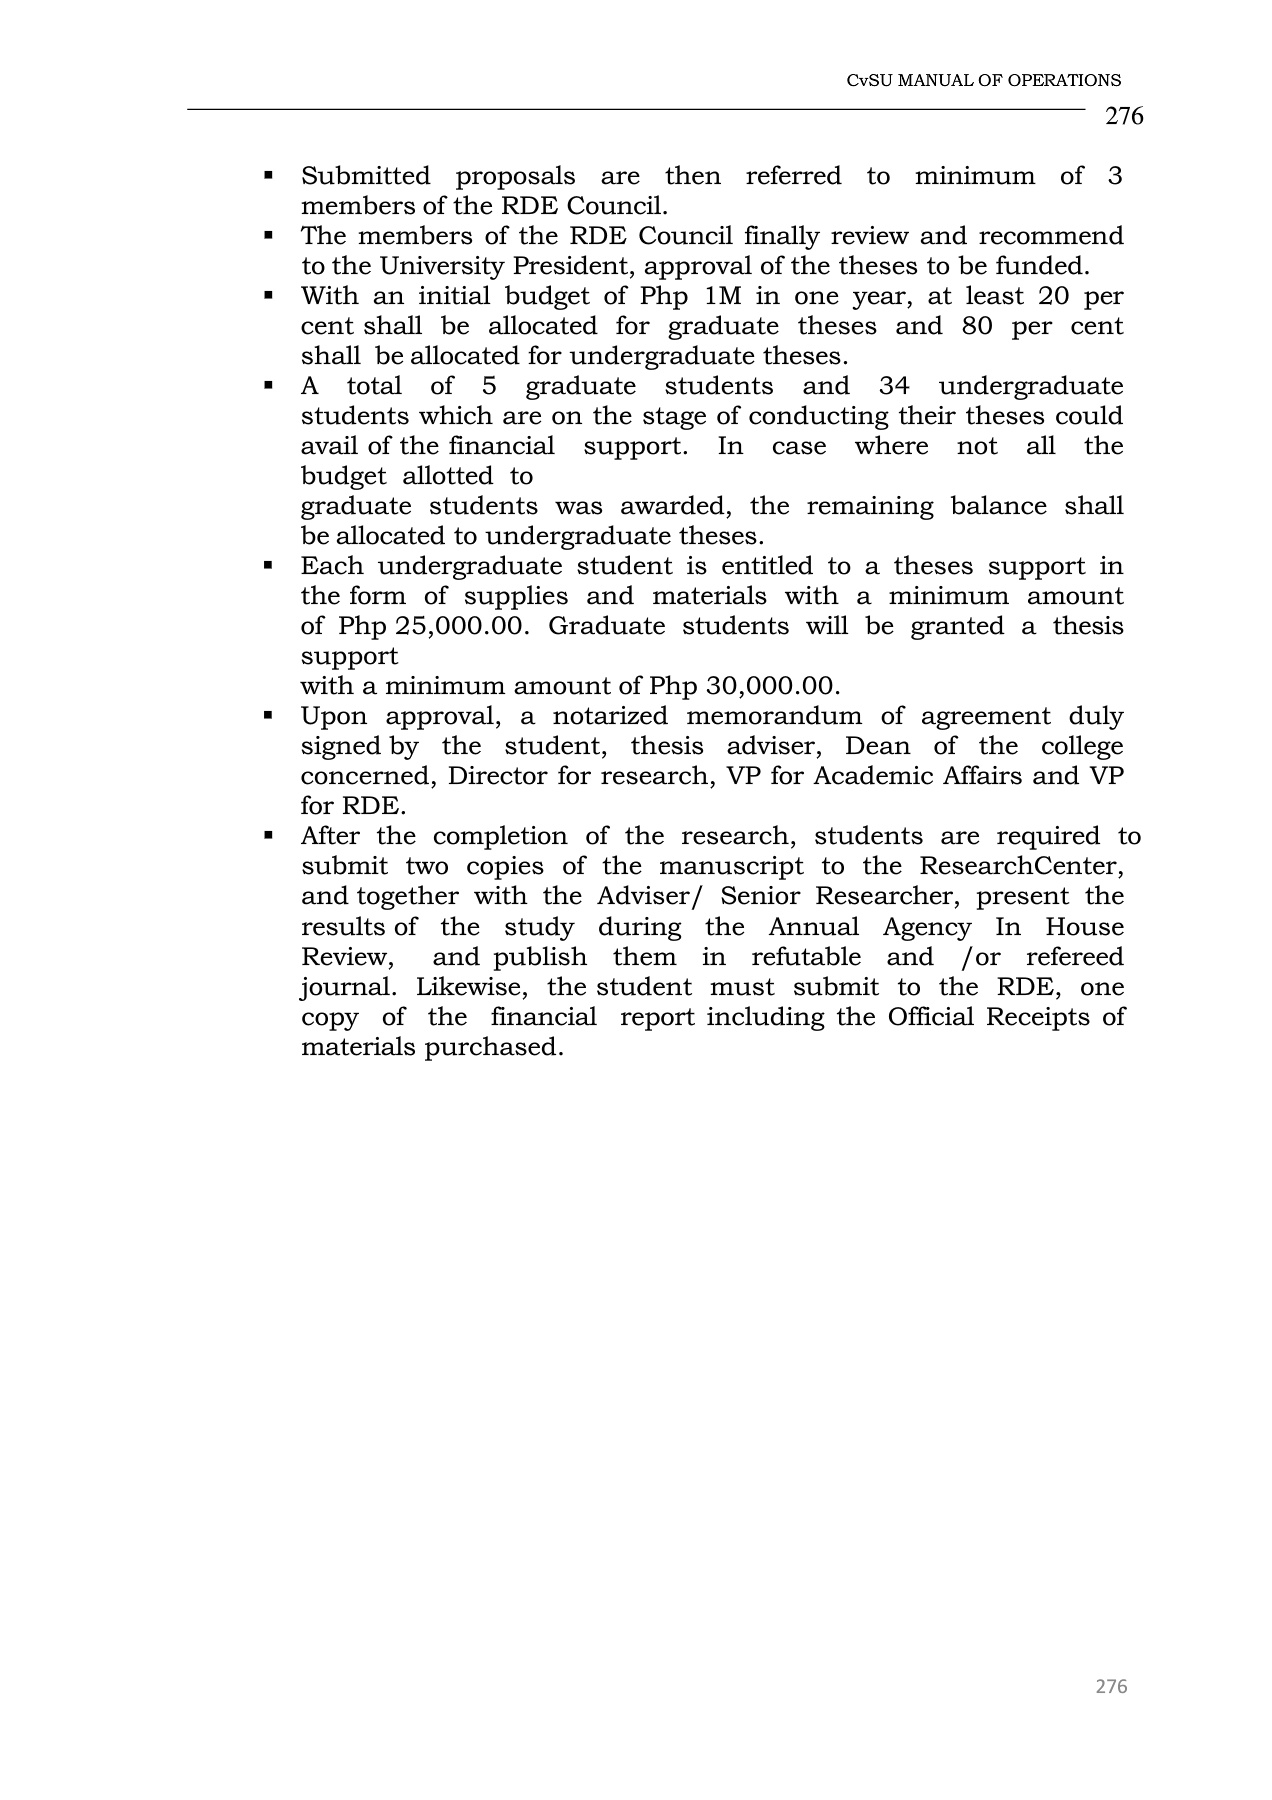 CvSU MANUAL OF OPERATIONS
276
▪ Submitted proposals are then referred to minimum of 3
members of the RDE Council.
▪ The members of the RDE Council finally review and recommend
to the University President, approval of the theses to be funded.
▪ With an initial budget of Php 1M in one year, at least 20 per
cent shall be allocated for graduate theses and 80 per cent
shall be allocated for undergraduate theses.
▪ A total of 5 graduate students and 34 undergraduate
students which are on the stage of conducting their theses could
avail of the financial support. In case where not all the
budget allotted to
graduate students was awarded, the remaining balance shall
be allocated to undergraduate theses.
▪ Each undergraduate student is entitled to a theses support in
the form of supplies and materials with a minimum amount
of Php 25,000.00. Graduate students will be granted a thesis
support
with a minimum amount of Php 30,000.00.
▪ Upon approval, a notarized memorandum of agreement duly
signed by the student, thesis adviser, Dean of the college
concerned, Director for research, VP for Academic Affairs and VP
for RDE.
▪ After the completion of the research, students are required to
submit two copies of the manuscript to the ResearchCenter,
and together with the Adviser/ Senior Researcher, present the
results of the study during the Annual Agency In House
Review, and publish them in refutable and /or refereed
journal. Likewise, the student must submit to the RDE, one
copy of the financial report including the Official Receipts of
materials purchased.
276